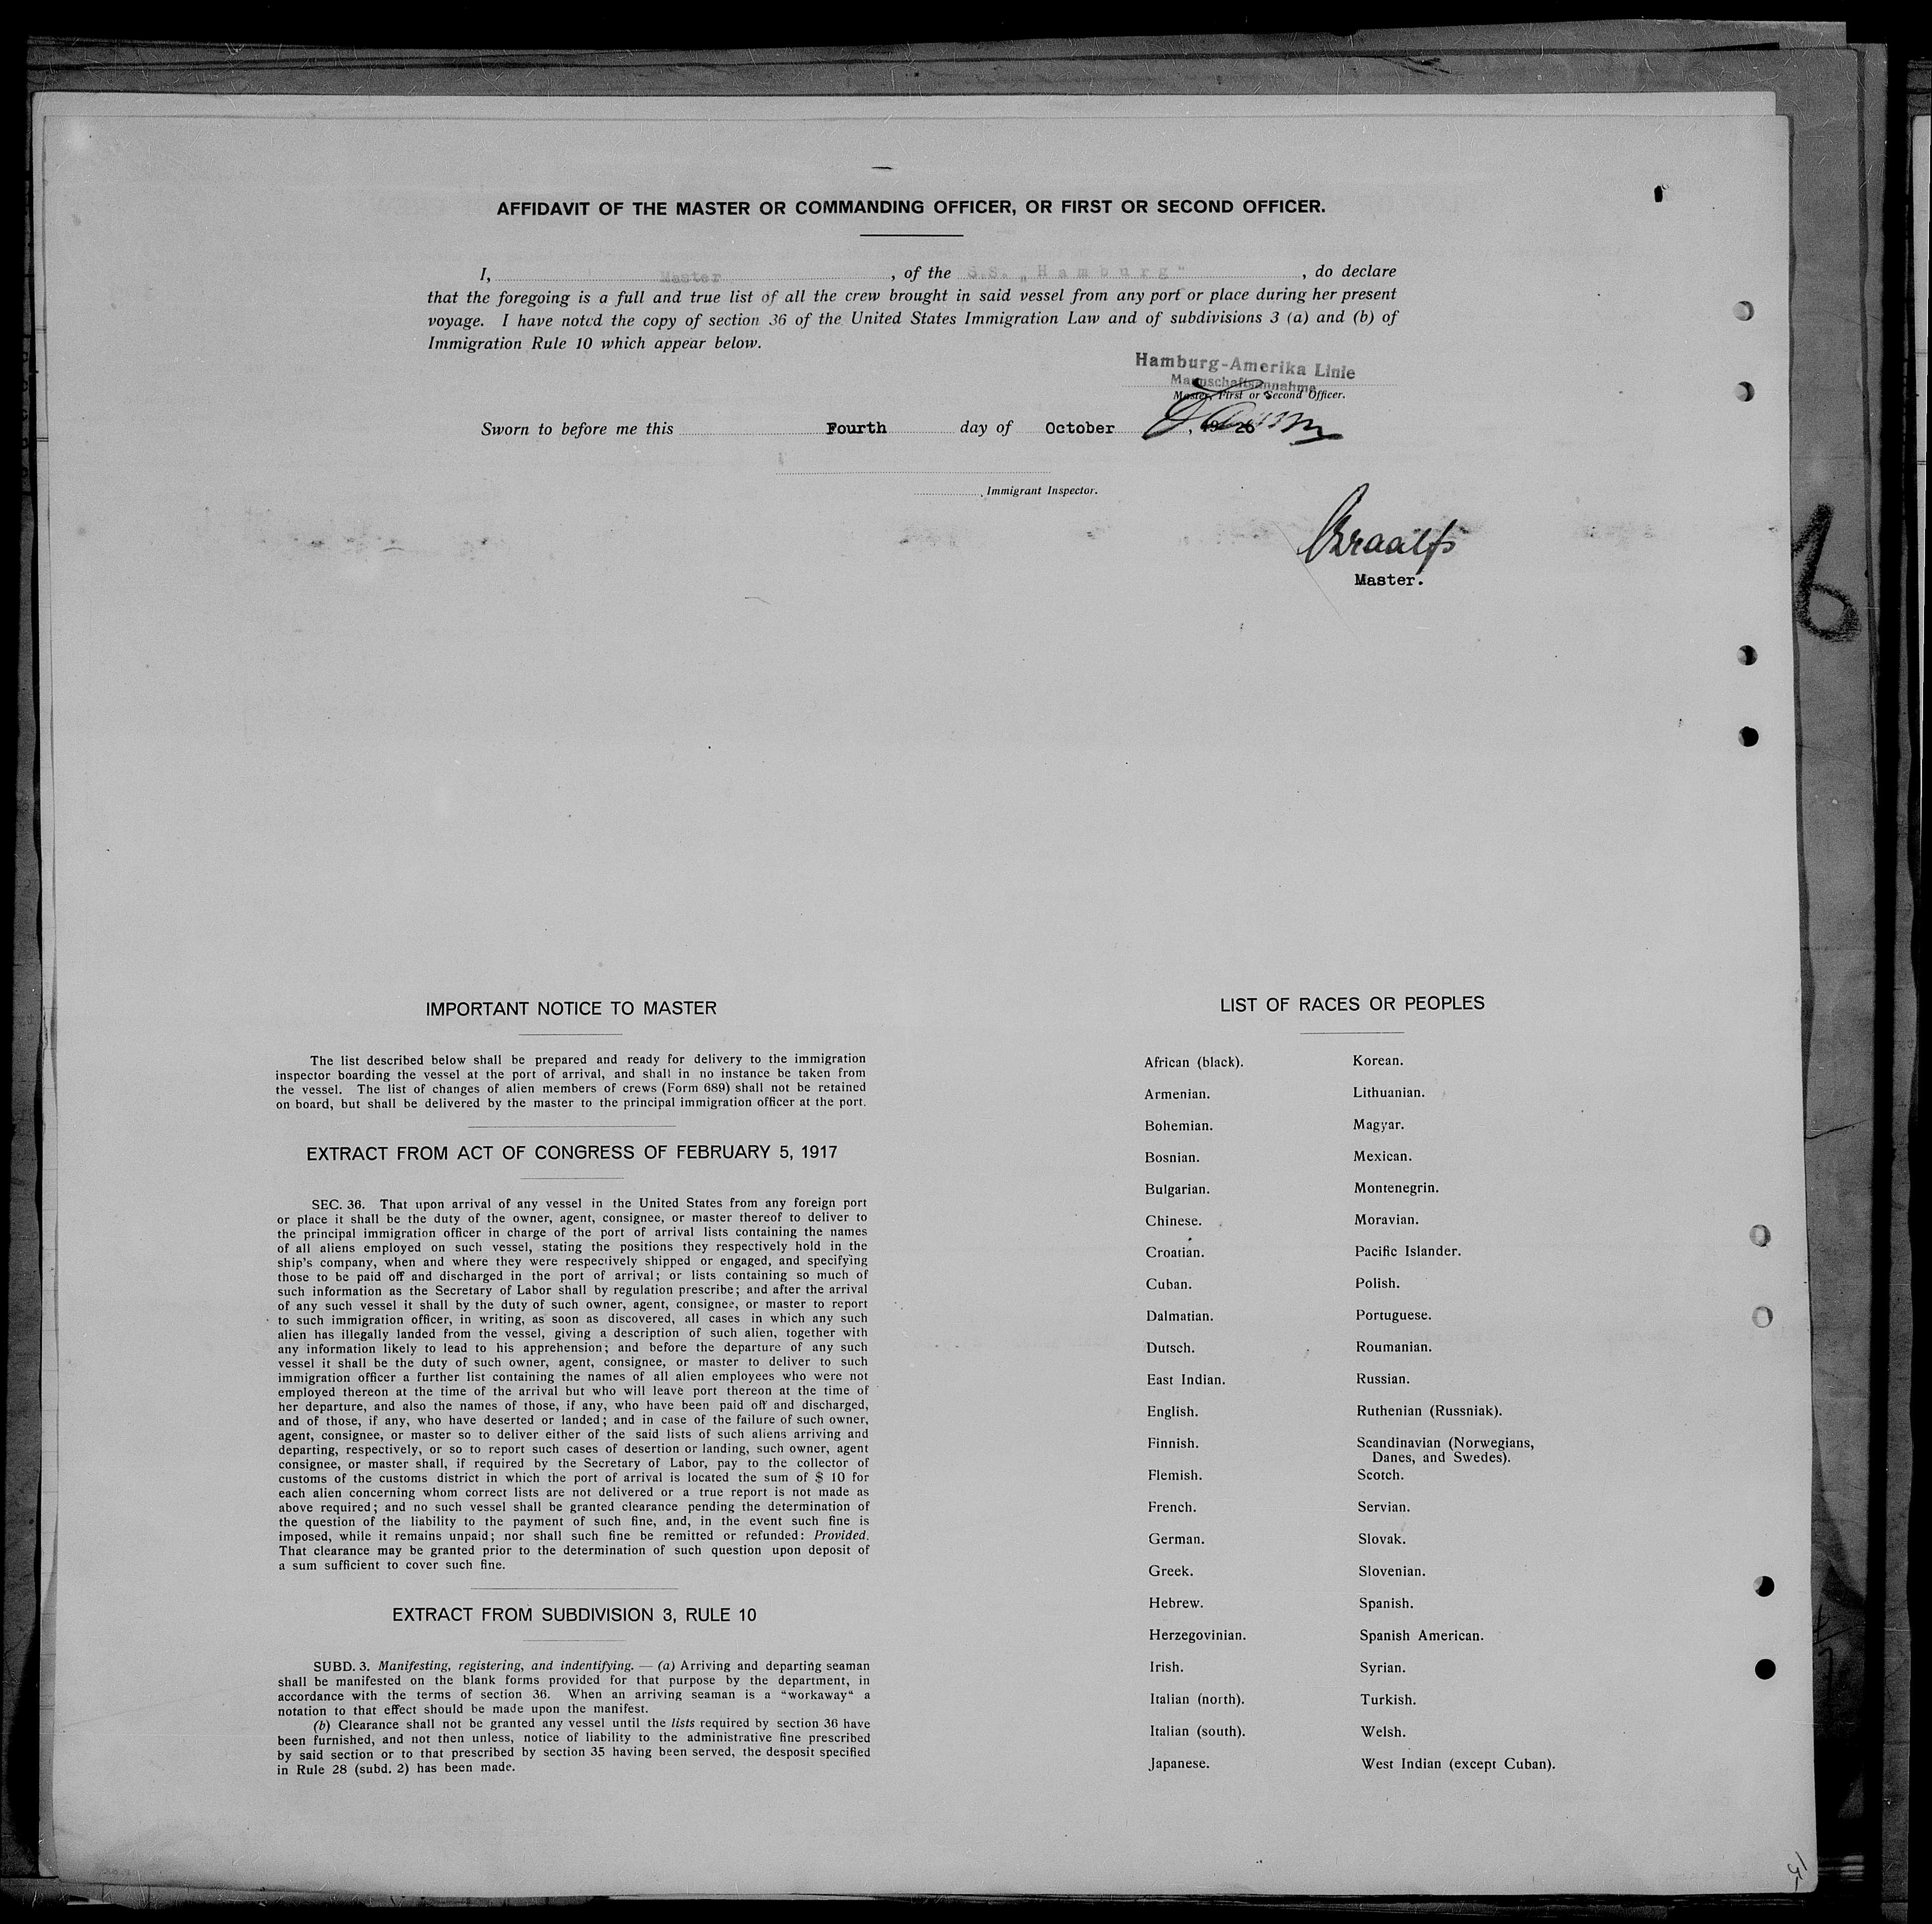 AFFIDAVIT OF THE MASTER OR COMMANDING OFFICER, OR FIRST OR SECOND OFFICER.
I, Master, of the S.S. „Hamburg", do declare
that the foregoing is a full and true list of all the crew brought in said vessel from any port or place during her present
voyage. I have noted the copy of section 36 of the United States Immigration Law and of subdivisions 3 (a) and (b) of
Immigration Rule 10 which appear below.
Hamburg-Amerika Linie
Mannschaftsannahme
Master, First or Second Officer.
Sworn to before me this Fourth day of October, 1926
, Immigrant Inspector.
Master.
6
IMPORTANT NOTICE TO MASTER
The list described below shall be prepared and ready for delivery to the immigration
inspector boarding the vessel at the port of arrival, and shall in no instance be taken from
the vessel. The list of changes of alien members of crews (Form 689) shall not be retained
on board, but shall be delivered by the master to the principal immigration officer at the port.
EXTRACT FROM ACT OF CONGRESS OF FEBRUARY 5, 1917
SEC. 36. That upon arrival of any vessel in the United States from any foreign port
or place it shall be the duty of the owner, agent, consignee, or master thereof to deliver to
the principal immigration officer in charge of the port of arrival lists containing the names
of all aliens employed on such vessel, stating the positions they respectively hold in the
ship's company, when and where they were respectively shipped or engaged, and specifying
those to be paid off and discharged in the port of arrival; or lists containing so much of
such information as the Secretary of Labor shall by regulation prescribe; and after the arrival
of any such vessel it shall by the duty of such owner, agent, consignee, or master to report
to such immigration officer, in writing, as soon as discovered, all cases in which any such
alien has illegally landed from the vessel, giving a description of such alien, together with
any information likely to lead to his apprehension; and before the departure of any such
vessel it shall be the duty of such owner, agent, consignee, or master to deliver to such
immigration officer a further list containing the names of all alien employees who were not
employed thereon at the time of the arrival but who will leave port thereon at the time of
her departure, and also the names of those, if any, who have been paid off and discharged,
and of those, if any, who have deserted or landed; and in case of the failure of such owner,
agent, consignee, or master so to deliver either of the said lists of such aliens arriving and
departing, respectively, or so to report such cases of desertion or landing, such owner, agent
consignee, or master shall, if required by the Secretary of Labor, pay to the collector of
customs of the customs district in which the port of arrival is located the sum of $ 10 for
each alien concerning whom correct lists are not delivered or a true report is not made as
above required; and no such vessel shall be granted clearance pending the determination of
the question of the liability to the payment of such fine, and, in the event such fine is
imposed, while it remains unpaid; nor shall such fine be remitted or refunded: Provided.
That clearance may be granted prior to the determination of such question upon deposit of
a sum sufficient to cover such fine.
EXTRACT FROM SUBDIVISION 3, RULE 10
SUBD. 3. Manifesting, registering, and indentifying. — (a) Arriving and departing seaman
shall be manifested on the blank forms provided for that purpose by the department, in
accordance with the terms of section 36. When an arriving seaman is a "workaway" a
notation to that effect should be made upon the manifest.
(b) Clearance shall not be granted any vessel until the lists required by section 36 have
been furnished, and not then unless, notice of liability to the administrative fine prescribed
by said section or to that prescribed by section 35 having been served, the desposit specified
in Rule 28 (subd. 2) has been made.
LIST OF RACES OR PEOPLES
African (black).
Armenian.
Bohemian.
Bosnian.
Bulgarian.
Chinese.
Croatian.
Cuban.
Dalmatian.
Dutsch.
East Indian.
English.
Finnish.
Flemish.
French.
German.
Greek.
Hebrew.
Herzegovinian.
Irish.
Italian (north).
Italian (south).
Japanese.
Korean.
Lithuanian.
Magyar.
Mexican.
Montenegrin.
Moravian.
Pacific Islander.
Polish.
Portuguese.
Roumanian.
Russian.
Ruthenian (Russniak).
Scandinavian (Norwegians,
Danes, and Swedes).
Scotch.
Servian.
Slovak.
Slovenian.
Spanish.
Spanish American.
Syrian.
Turkish.
Welsh.
West Indian (except Cuban).